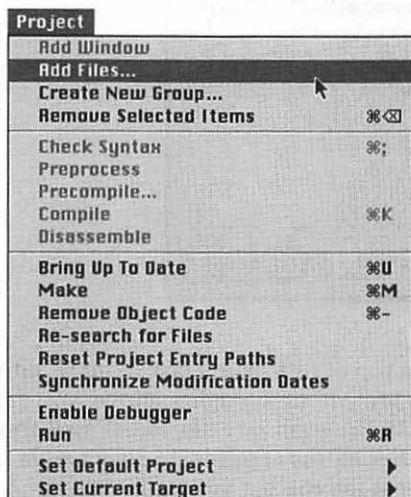 Project
Add Window
Add Files...
Create New Group...
Remove Selected Items ⌘⌫
Check Syntax ⌘;
Preprocess
Precompile...
Compile ⌘K
Disassemble
Bring Up To Date ⌘U
Make ⌘M
Remove Object Code ⌘-
Re-search for Files
Reset Project Entry Paths
Synchronize Modification Dates
Enable Debugger
Run ⌘R
Set Default Project ▶
Set Current Target ▶